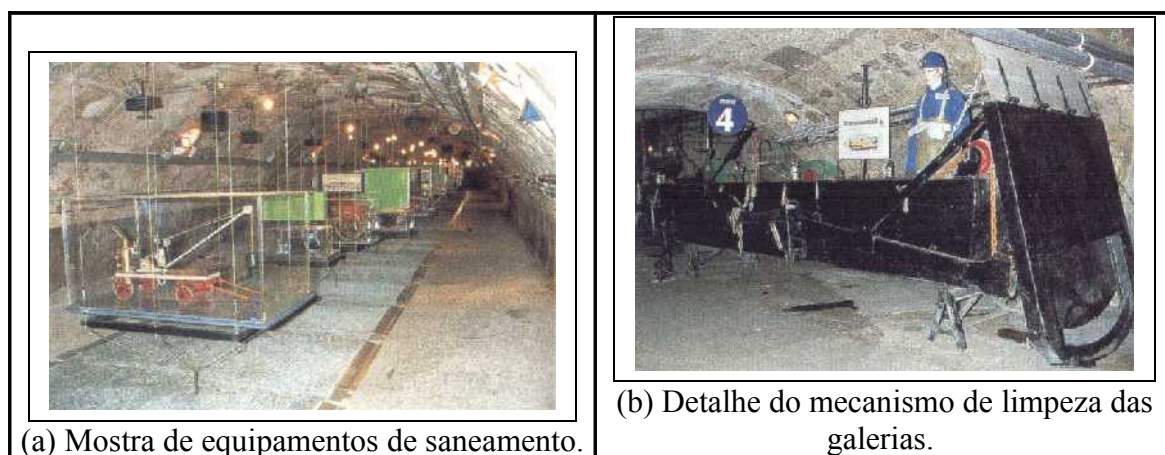 4
(a) Mostra de equipamentos de saneamento.
(b) Detalhe do mecanismo de limpeza das
galerias.